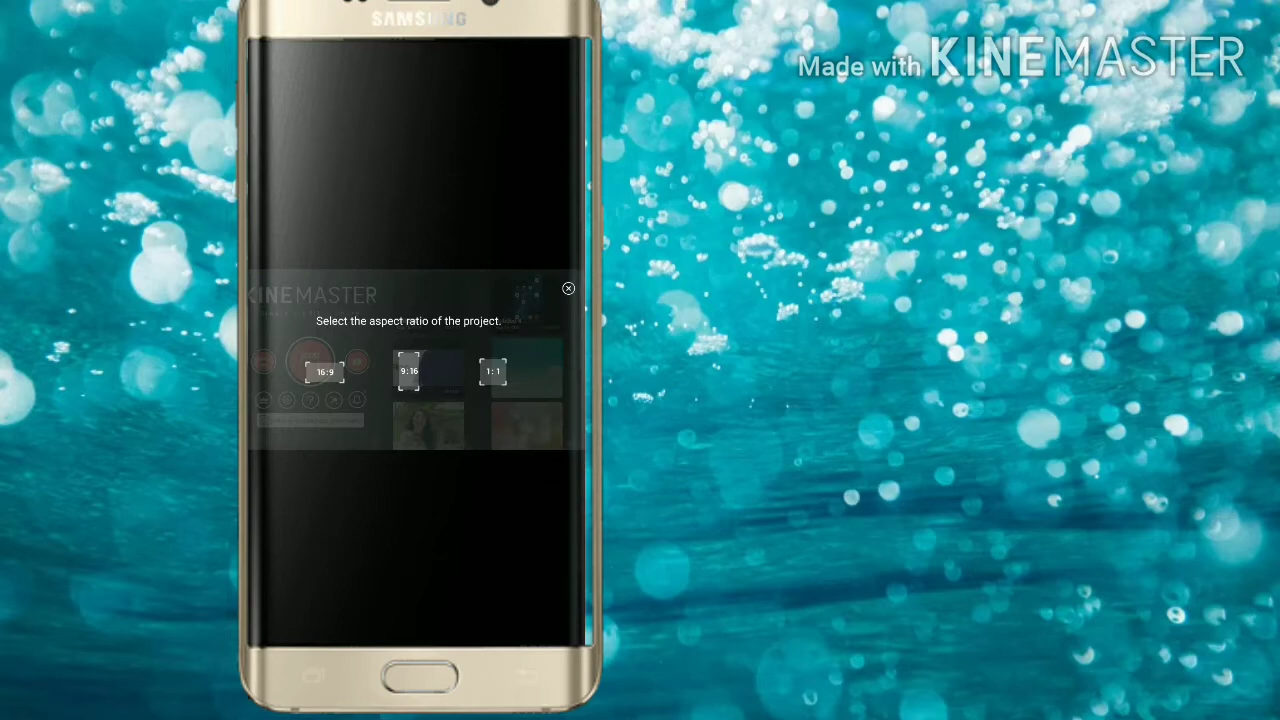 SAMSUNG
Made with KINEMASTER
KINEMASTER
Select the aspect ratio of the project.
16:9
9:16
1:1